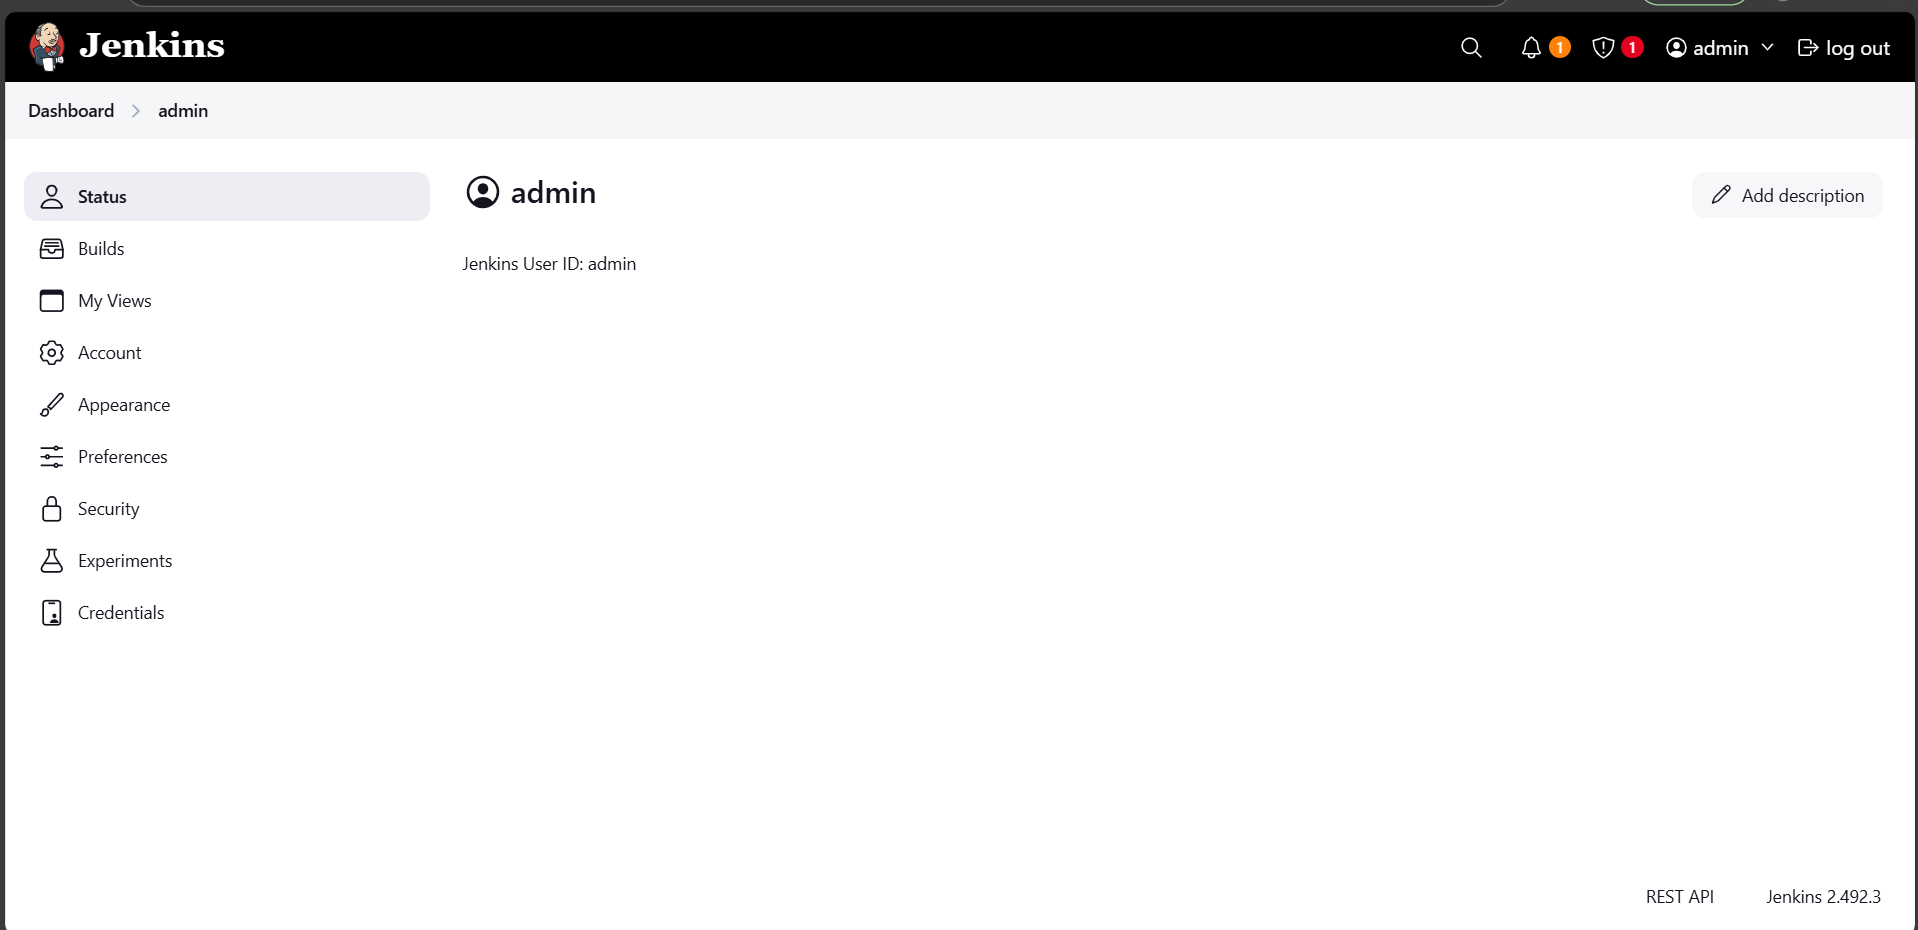 Jenkins
1
1
admin
log out
Dashboard
admin
Status
Builds
My Views
Account
Appearance
Preferences
Security
Experiments
Credentials
admin
Add description
Jenkins User ID: admin
REST API
Jenkins 2.492.3